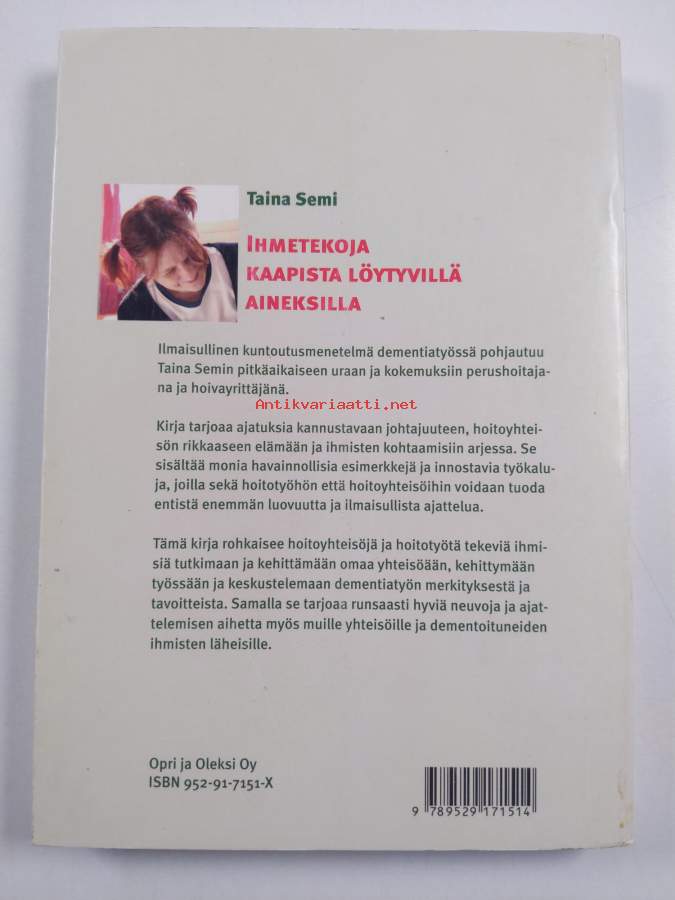 Taina Semi
IHMETEKOJA
KAAPISTA LÖYTYVILLÄ
AINEKSILLA
Ilmaisullinen kuntoutusmenetelmä dementiatyössä pohjautuu
Taina Semin pitkäaikaiseen uraan ja kokemuksiin perushoitaja-
na ja hoivayrittäjänä.
Antikvariaatti.net
Kirja tarjoaa ajatuksia kannustavaan johtajuuteen, hoitoyhtei-
sön rikkaaseen elämään ja ihmisten kohtaamisiin arjessa. Se
sisältää monia havainnollisia esimerkkejä ja innostavia työkalu-
ja, joilla sekä hoitotyöhön että hoitoyhteisöihin voidaan tuoda
entistä enemmän luovuutta ja ilmaisullista ajattelua.
Tämä kirja rohkaisee hoitoyhteisöjä ja hoitotyötä tekeviä ihmi-
siä tutkimaan ja kehittämään omaa yhteisöään, kehittymään
työssään ja keskustelemaan dementiatyön merkityksestä ja
tavoitteista. Samalla se tarjoaa runsaasti hyviä neuvoja ja ajat-
telemisen aihetta myös muille yhteisöille ja dementoituneiden
ihmisten läheisille.
Opri ja Oleksi Oy
ISBN 952-91-7151-X
9 789529 171514